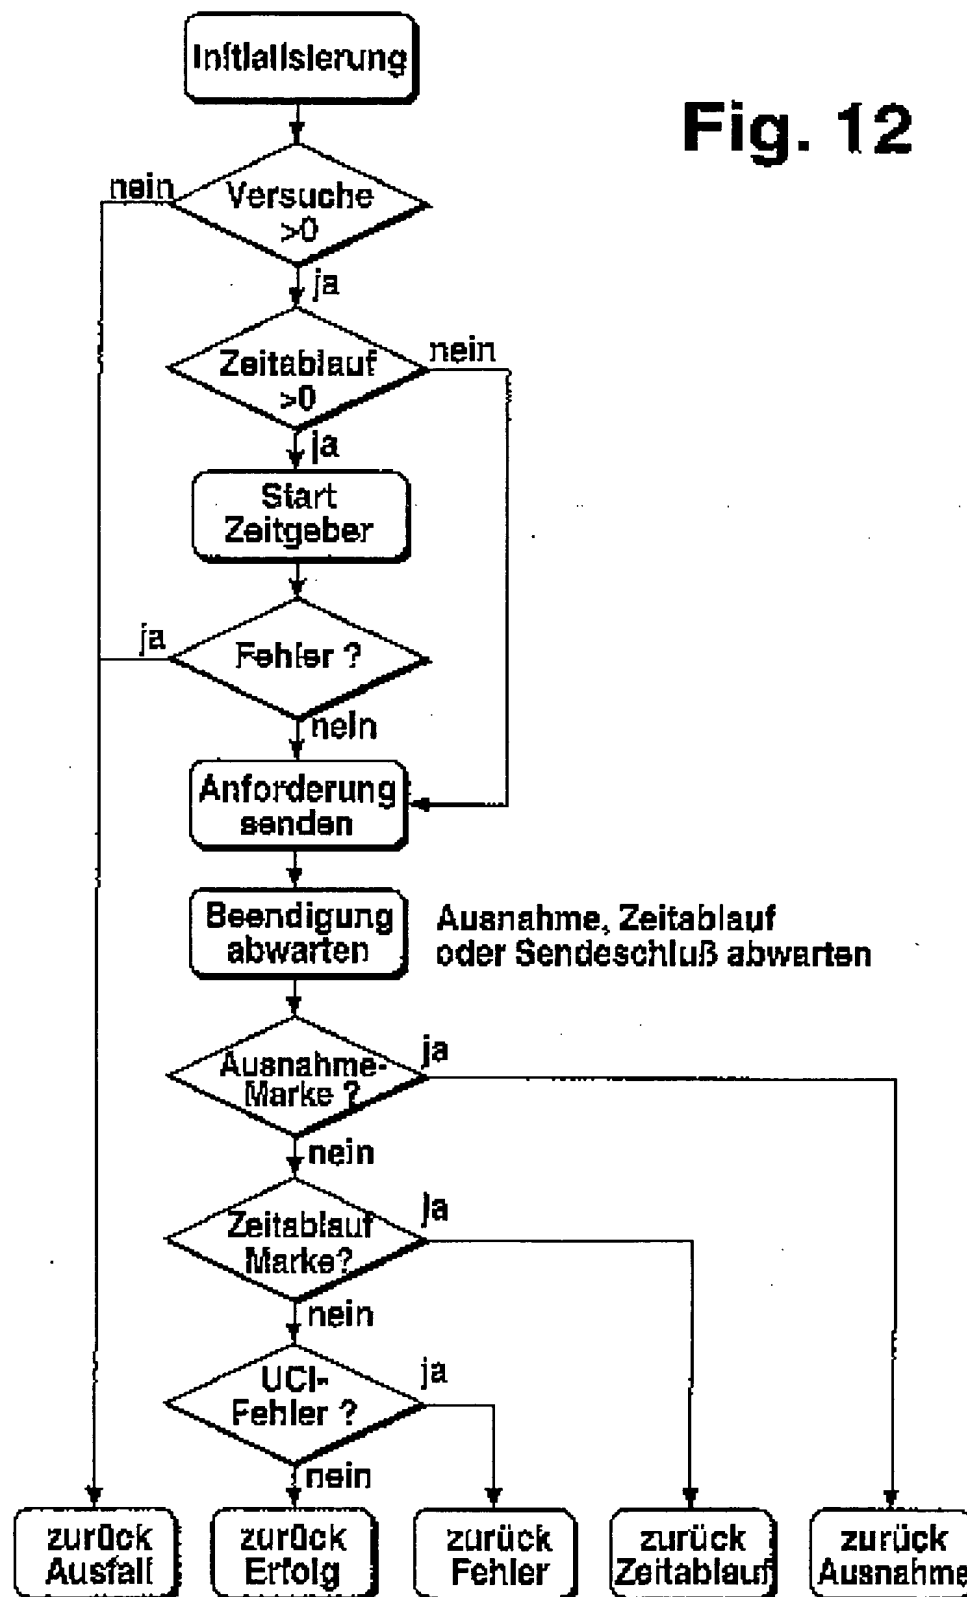 Initialisierung
Fig. 12
nein
Versuche
>0
ja
Zeitablauf
>0
nein
ja
Start
Zeitgeber
ja
Fehler ?
nein
Anforderung
senden
Beendigung
abwarten
Ausnahme, Zeitablauf
oder Sendeschluß abwarten
Ausnahme-
Marke ?
ja
nein
Zeitablauf
Marke?
ja
nein
UCI-
Fehler ?
ja
nein
zurück
Ausfall
zurück
Erfolg
zurück
Fehler
zurück
Zeitablauf
zurück
Ausnahme